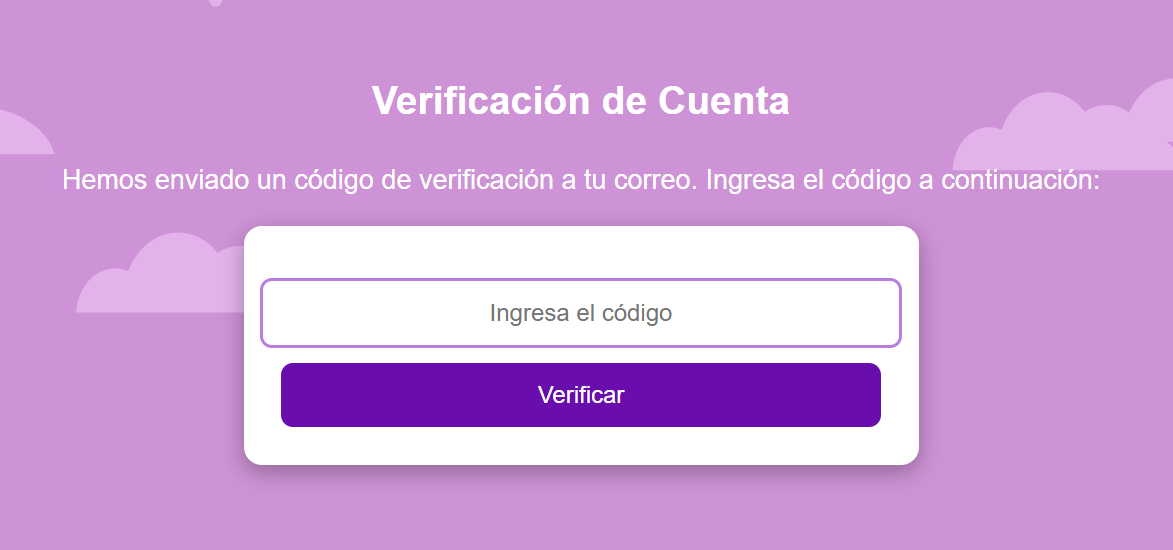 Verificación de Cuenta
Hemos enviado un código de verificación a tu correo. Ingresa el código a continuación:
Ingresa el código
Verificar